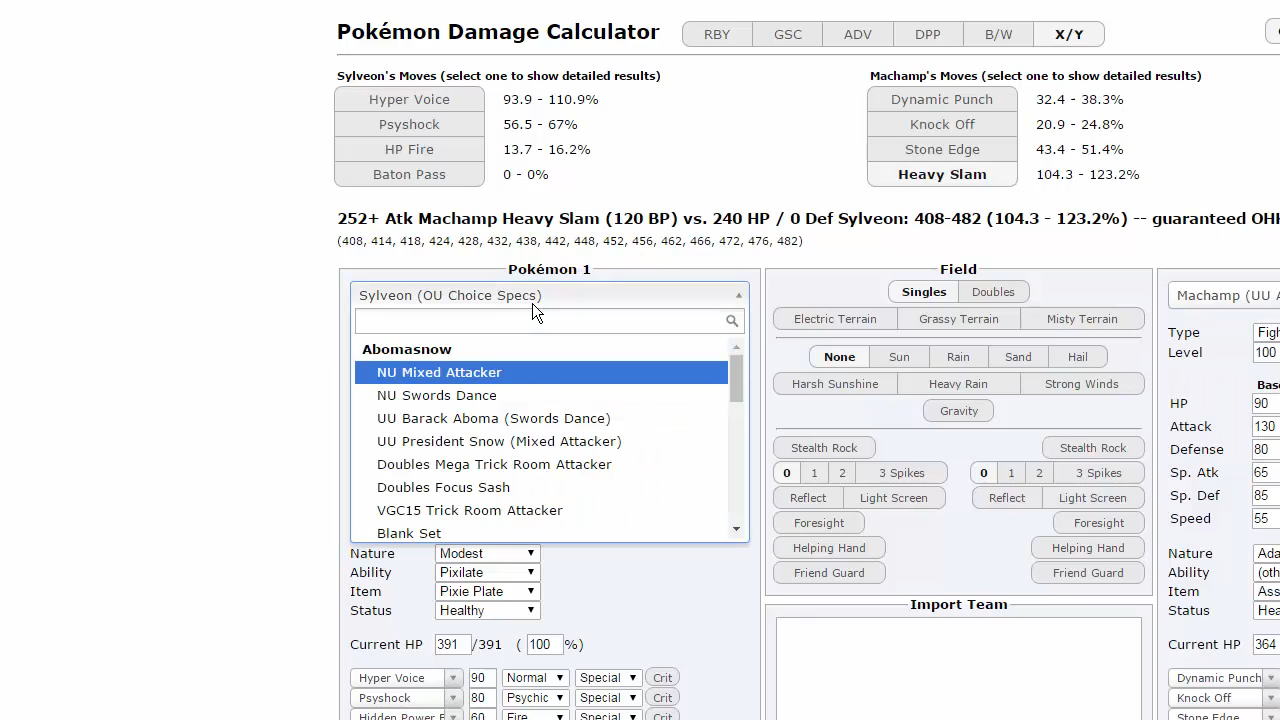 Pokémon Damage Calculator
RBY GSC ADV DPP B/W X/Y
Sylveon's Moves (select one to show detailed results)
Hyper Voice 93.9 - 110.9%
Psyshock 56.5 - 67%
HP Fire 13.7 - 16.2%
Baton Pass 0 - 0%
Machamp's Moves (select one to show detailed results)
Dynamic Punch 32.4 - 38.3%
Knock Off 20.9 - 24.8%
Stone Edge 43.4 - 51.4%
Heavy Slam 104.3 - 123.2%
252+ Atk Machamp Heavy Slam (120 BP) vs. 240 HP / 0 Def Sylveon: 408-482 (104.3 - 123.2%) -- guaranteed OH
(408, 414, 418, 424, 428, 432, 438, 442, 448, 452, 456, 462, 466, 472, 476, 482)
Pokémon 1
Sylveon (OU Choice Specs)
Abomasnow
NU Mixed Attacker
NU Swords Dance
UU Barack Aboma (Swords Dance)
UU President Snow (Mixed Attacker)
Doubles Mega Trick Room Attacker
Doubles Focus Sash
VGC15 Trick Room Attacker
Blank Set
Nature Modest
Ability Pixilate
Item Pixie Plate
Status Healthy
Current HP 391 /391 ( 100 %)
Hyper Voice 90 Normal Special Crit
Psyshock 80 Psychic Special Crit
Hidden Power F 60 Fire Special Crit
Field
Singles Doubles
Electric Terrain Grassy Terrain Misty Terrain
None Sun Rain Sand Hail
Harsh Sunshine Heavy Rain Strong Winds
Gravity
Stealth Rock Stealth Rock
0 1 2 3 Spikes 0 1 2 3 Spikes
Reflect Light Screen Reflect Light Screen
Foresight Foresight
Helping Hand Helping Hand
Friend Guard Friend Guard
Import Team
Machamp (UU A
Type Figh
Level 100
Base
HP 90
Attack 130
Defense 80
Sp. Atk 65
Sp. Def 85
Speed 55
Nature Ada
Ability (oth
Item Ass
Status Hea
Current HP 364
Dynamic Punch
Knock Off
Stone Edge